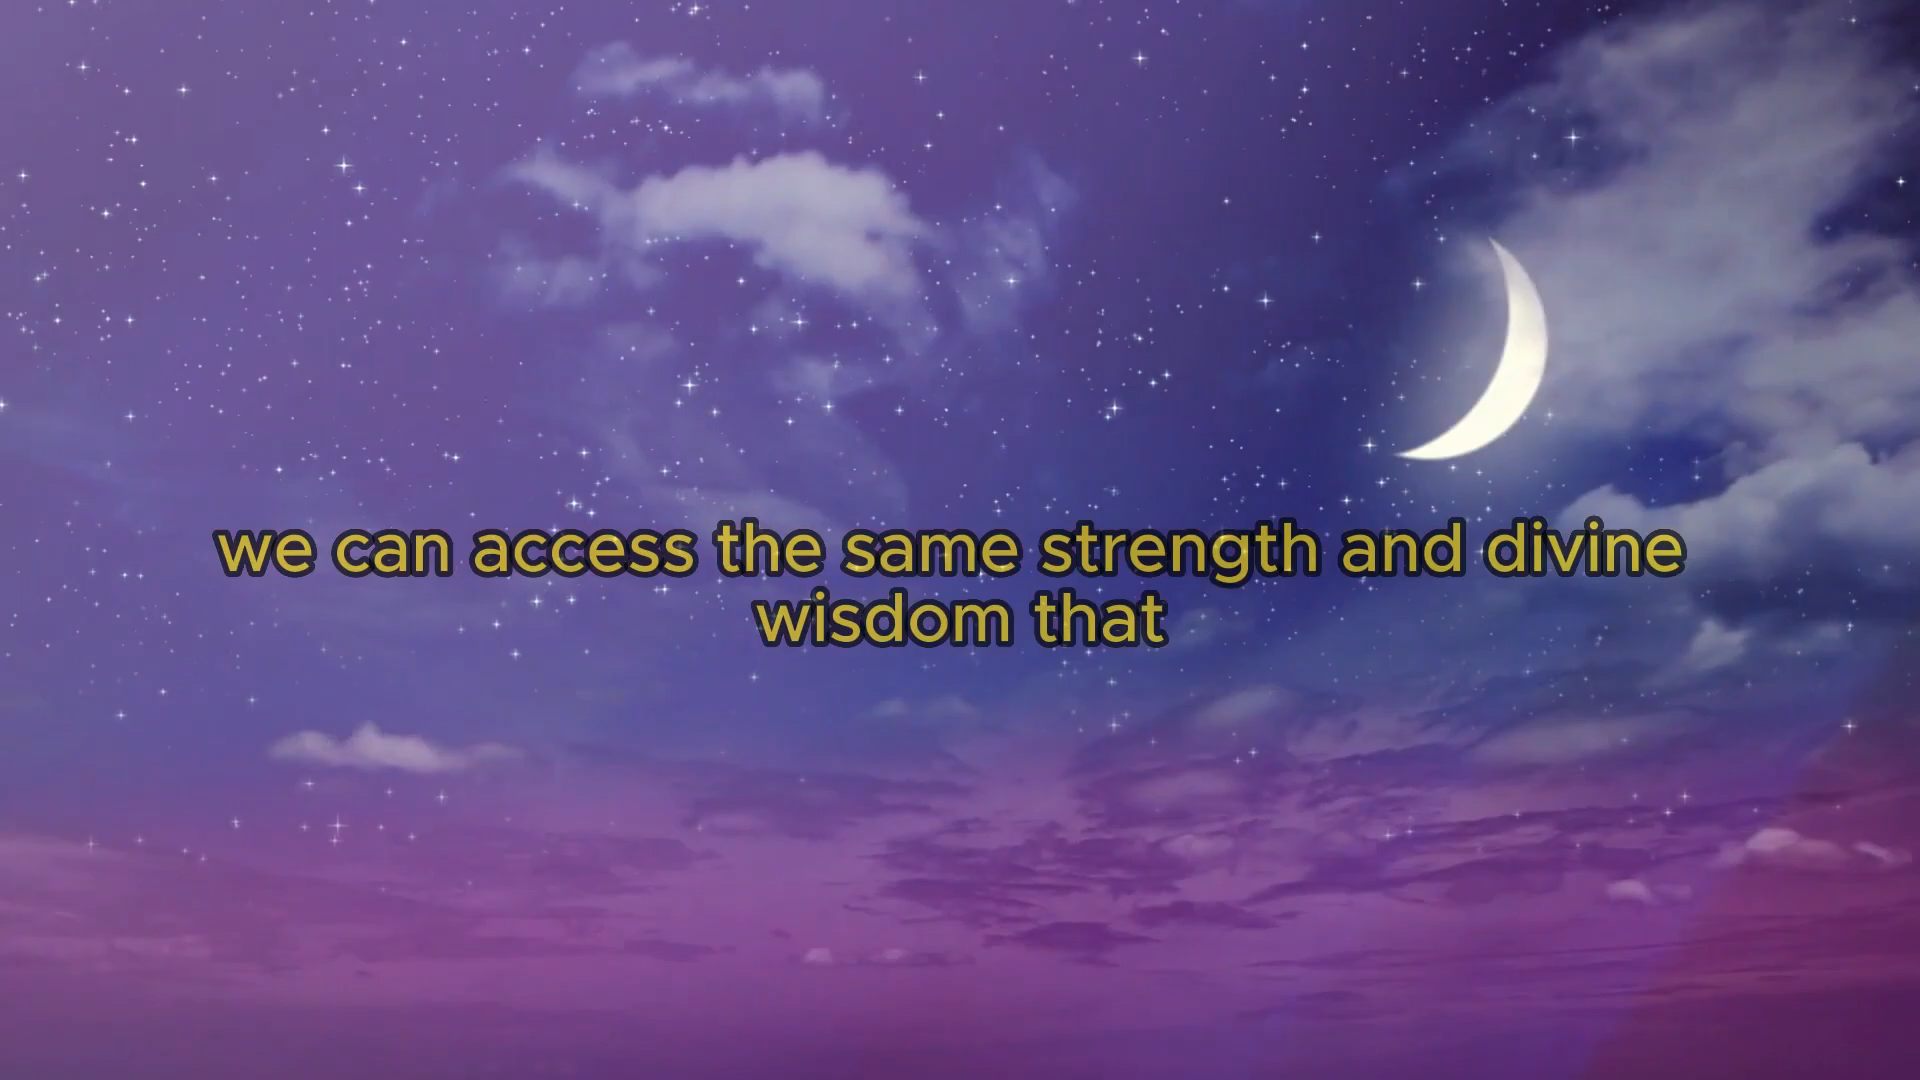 we can access the same strength and divine
wisdom that